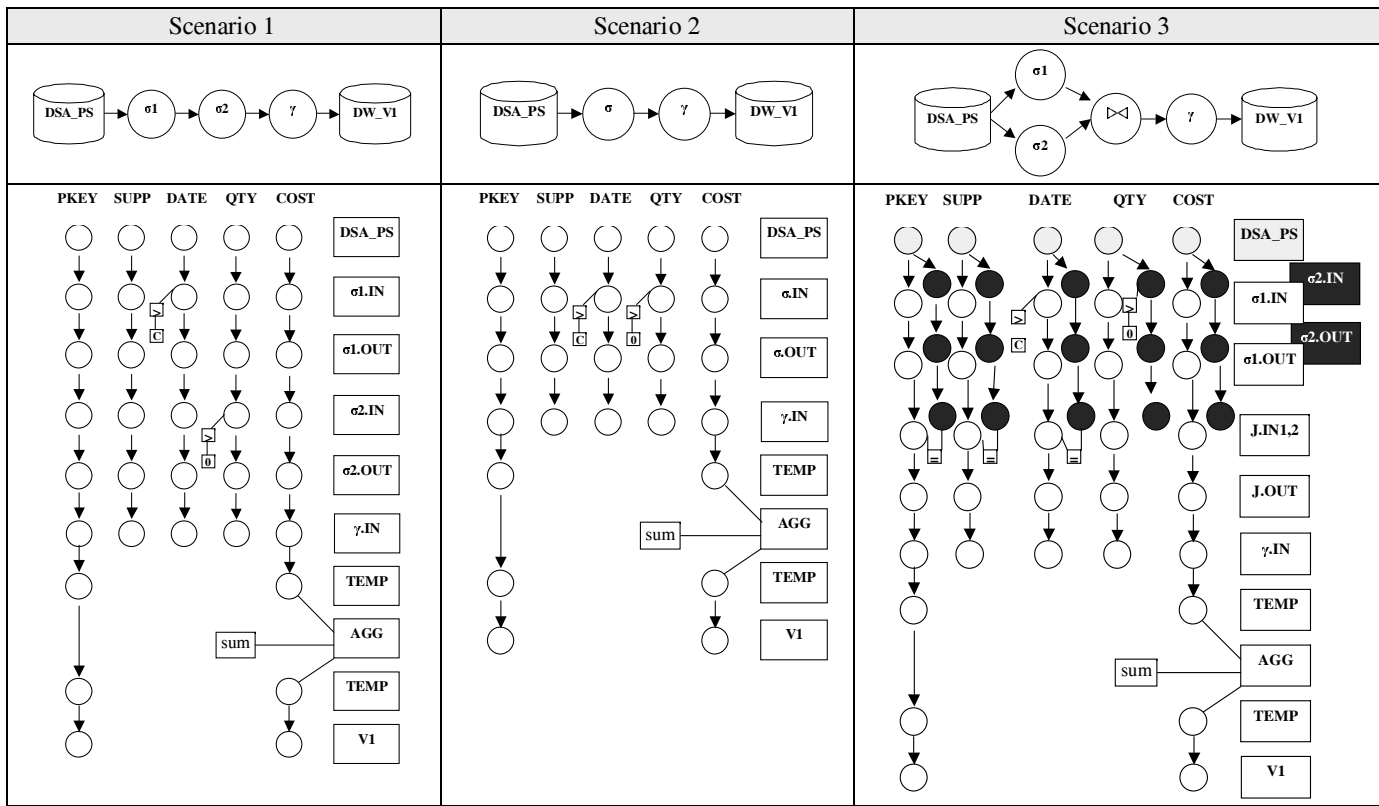 Scenario 1
Scenario 2
Scenario 3
DSA_PS σ1 σ2 γ DW_V1
DSA_PS σ γ DW_V1
DSA_PS σ1 σ2 ⋈ γ DW_V1
PKEY SUPP DATE QTY COST
DSA_PS
σ1.IN
>
C
σ1.OUT
σ2.IN
>
0
σ2.OUT
γ.IN
TEMP
AGG
sum
TEMP
V1
PKEY SUPP DATE QTY COST
DSA_PS
σ.IN
> >
C 0
σ.OUT
γ.IN
TEMP
AGG
sum
TEMP
V1
PKEY SUPP DATE QTY COST
DSA_PS
σ2.IN
σ1.IN
> >
C 0
σ2.OUT
σ1.OUT
J.IN1,2
= = =
J.OUT
γ.IN
TEMP
AGG
sum
TEMP
V1